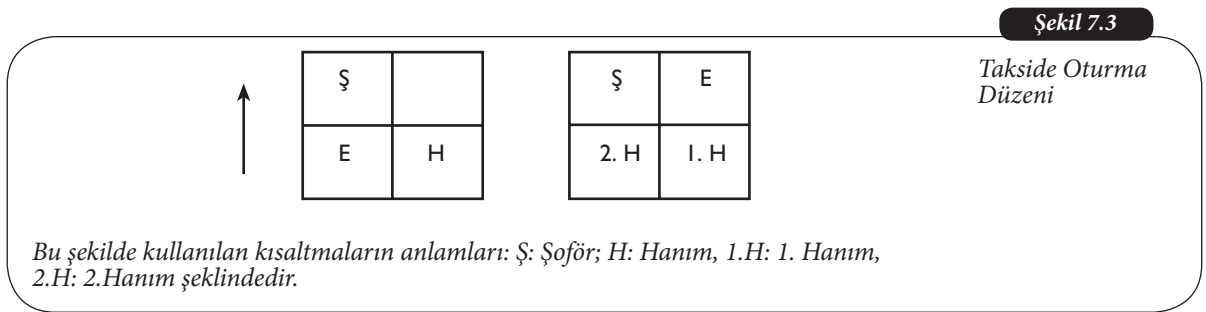 Şekil 7.3
Takside Oturma
Düzeni
Ş
E H
Ş E
2. H 1. H
Bu şekilde kullanılan kısaltmaların anlamları: Ş: Şoför; H: Hanım, 1.H: 1. Hanım,
2.H: 2.Hanım şeklindedir.